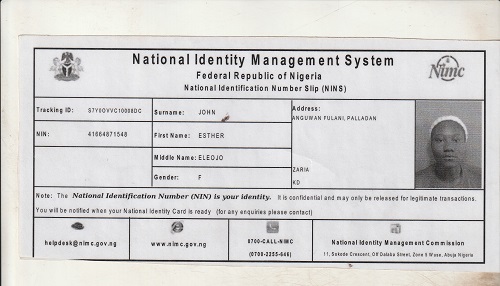 National Identity Management System
Federal Republic of Nigeria
National Identification Number Slip (NINS)
Nimc
Tracking ID: S7Y0OVVC10008DC
Surname: JOHN
Address:
ANGUWAN FULANI, PALLADAN
NIN: 41664871548
First Name: ESTHER
Middle Name: ELEOJO
Gender: F
ZARIA
KD
Note: The National Identification Number (NIN) is your identity. It is confidential and may only be released for legitimate transactions.
You will be notified when your National Identity Card is ready (for any enquiries please contact)
helpdesk@nimc.gov.ng
www.nimc.gov.ng
0700-CALL-NIMC
(0700-2255-646)
National Identity Management Commission
11, Sokode Crescent, Off Dalaba Street, Zone 5 Wuse, Abuja Nigeria